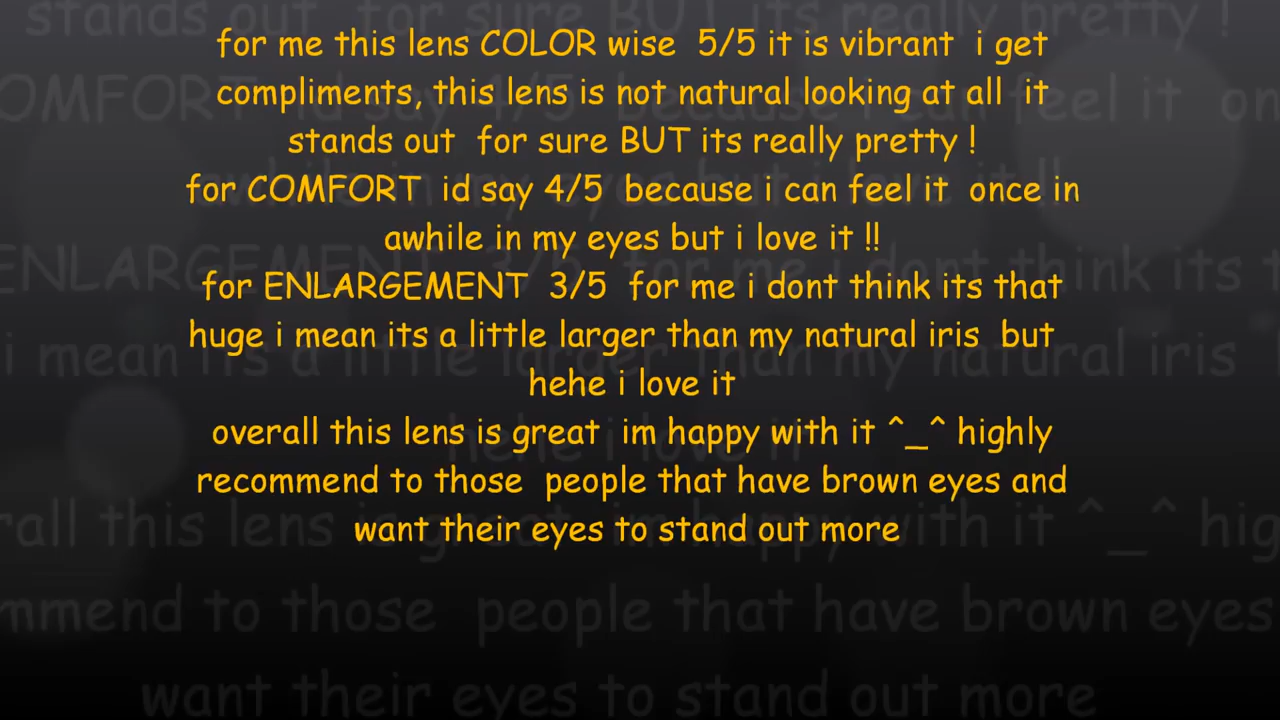 for me this lens COLOR wise 5/5 it is vibrant i get
compliments, this lens is not natural looking at all it
stands out for sure BUT its really pretty !
for COMFORT id say 4/5 because i can feel it once in
awhile in my eyes but i love it !!
for ENLARGEMENT 3/5 for me i dont think its that
huge i mean its a little larger than my natural iris but
hehe i love it
overall this lens is great im happy with it ^_^ highly
recommend to those people that have brown eyes and
want their eyes to stand out more